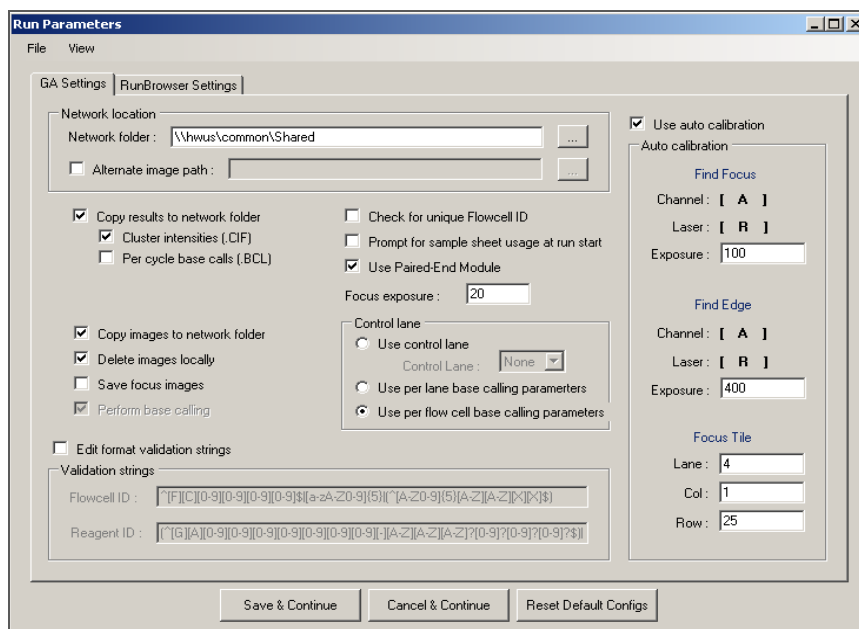 Run Parameters
File View
GA Settings
RunBrowser Settings
Network location
Network folder : \\hwus\common\Shared ...
Alternate image path : ...
Copy results to network folder
Cluster intensities (.CIF)
Per cycle base calls (.BCL)
Check for unique Flowcell ID
Prompt for sample sheet usage at run start
Use Paired-End Module
Focus exposure : 20
Copy images to network folder
Delete images locally
Save focus images
Perform base calling
Control lane
Use control lane
Control Lane : None
Use per lane base calling paramerters
Use per flow cell base calling parameters
Edit format validation strings
Validation strings
Flowcell ID : ^[F][C][0-9][0-9][0-9][0-9]$|[a-zA-Z0-9]{5}|(^[A-Z0-9]{5}[A-Z][A-Z][X][X]$)
Reagent ID : (^[G][A][0-9][0-9][0-9][0-9][0-9][0-9][0-9][-][A-Z][A-Z][A-Z]?[0-9]?[0-9]?[0-9]?$)|
Use auto calibration
Auto calibration
Find Focus
Channel : [ A ]
Laser : [ R ]
Exposure : 100
Find Edge
Channel : [ A ]
Laser : [ R ]
Exposure : 400
Focus Tile
Lane : 4
Col : 1
Row : 25
Save & Continue
Cancel & Continue
Reset Default Configs